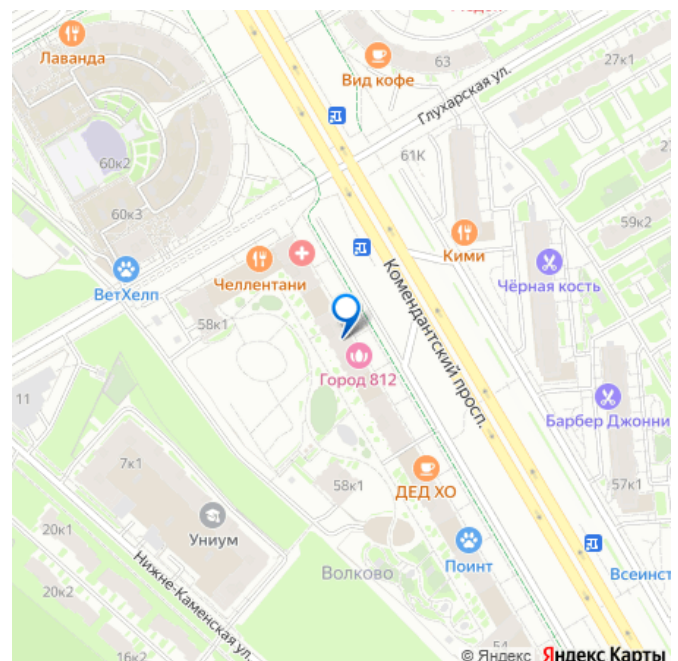 Лаванда
Вид кофе
63
27к1
Глухарская ул.
61К
60к2
60к3
59к2
Кими
Чёрная кость
ВетХелп
Челлентани
58к1
Комендантский просп.
Город 812
11
Барбер Джонни
7к1
ДЕД ХО
58к1
57к1
Униум
20к1
Поинт
Волково
Всеинст
20к2
Нижне-Каменская ул.
16к2
54
© Яндекс Яндекс Карты